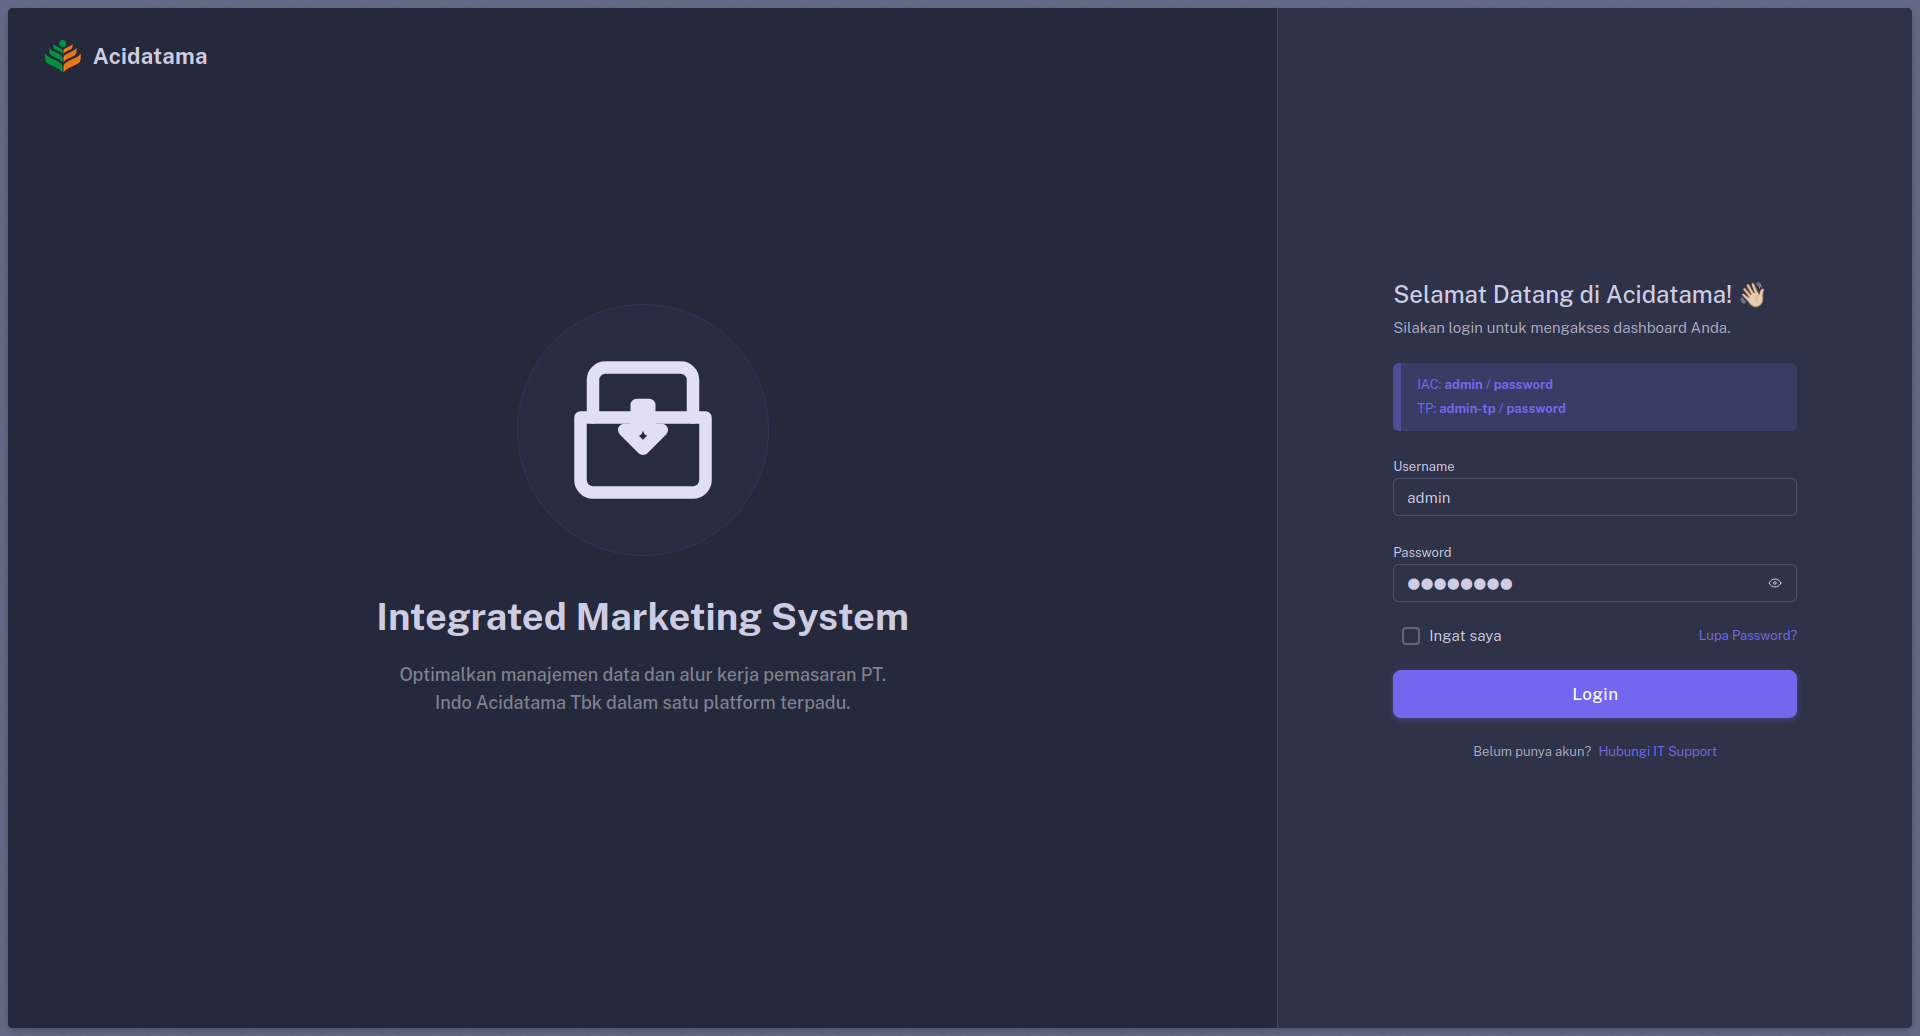 Acidatama
Integrated Marketing System
Optimalkan manajemen data dan alur kerja pemasaran PT.
Indo Acidatama Tbk dalam satu platform terpadu.
Selamat Datang di Acidatama! 👋🏻
Silakan login untuk mengakses dashboard Anda.
IAC: admin / password
TP: admin-tp / password
Username
admin
Password
●●●●●●●●
Ingat saya
Lupa Password?
Login
Belum punya akun? Hubungi IT Support